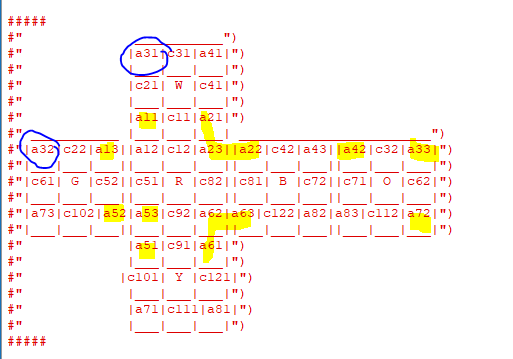 #####
#"               ___________")
#"              |a31|c31|a41|")
#"              |___|___|___|")
#"              |c21| W |c41|")
#"              |___|___|___|")
#"              |a11|c11|a21|")
#" ___________  |___|___|___|  _______________________")
#"|a32|c22|a13| |a12|c12|a23||a22|c42|a43| |a42|c32|a33|")
#"|___|___|___| |___|___|___||___|___|___| |___|___|___|")
#"|c61| G |c52| |c51| R |c82||c81| B |c72| |c71| O |c62|")
#"|___|___|___| |___|___|___||___|___|___| |___|___|___|")
#"|a73|c102|a52|a53|c92|a62|a63|c122|a82|a83|c112|a72|")
#"|___|___|___| |___|___|___||___|___|___| |___|___|___|")
#"              |a51|c91|a61|")
#"              |___|___|___|")
#"             |c101| Y |c121|")
#"              |___|___|___|")
#"              |a71|c111|a81|")
#"              |___|___|___|")
#####